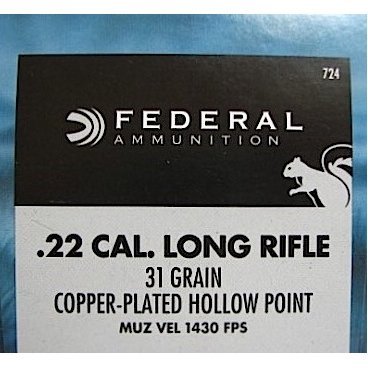 724
FEDERAL
AMMUNITION
.22 CAL. LONG RIFLE
31 GRAIN
COPPER-PLATED HOLLOW POINT
MUZ VEL 1430 FPS